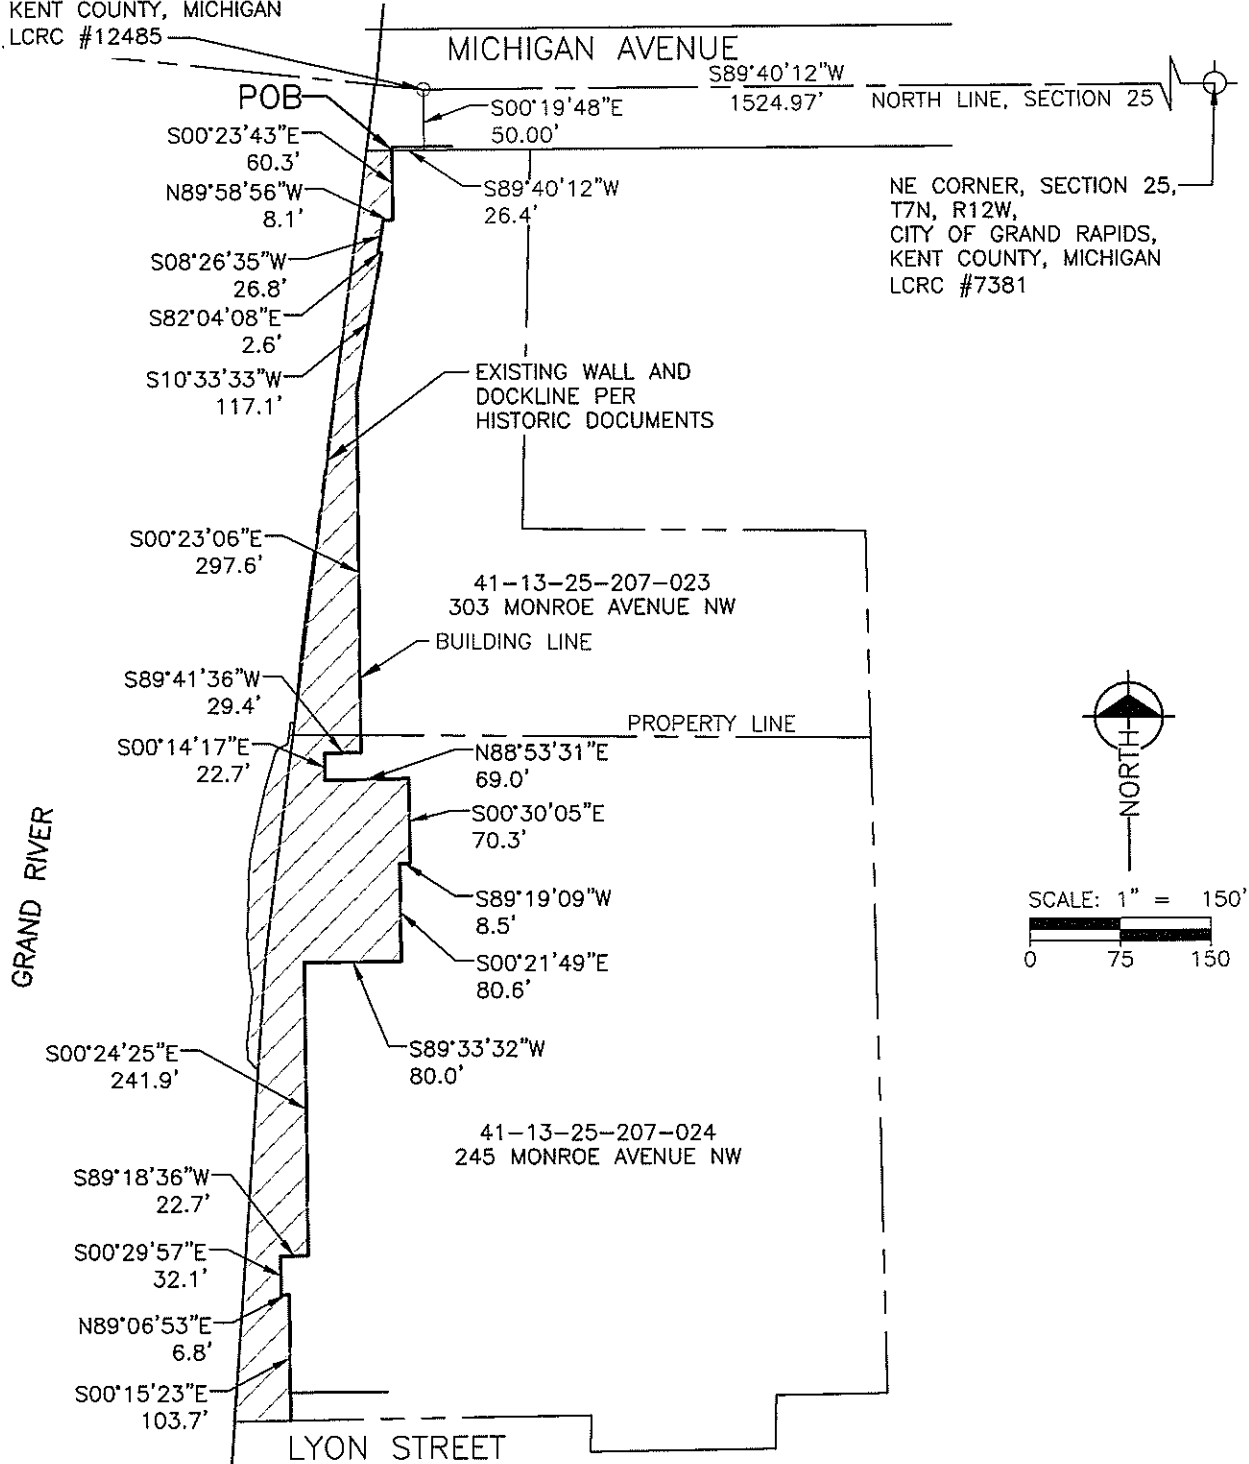 KENT COUNTY, MICHIGAN
LCRC #12485
MICHIGAN AVENUE
S89°40'12"W
1524.97'
NORTH LINE, SECTION 25
POB
S00°19'48"E
50.00'
S00°23'43"E
60.3'
S89°40'12"W
26.4'
N89°58'56"W
8.1'
NE CORNER, SECTION 25,
T7N, R12W,
CITY OF GRAND RAPIDS,
KENT COUNTY, MICHIGAN
LCRC #7381
S08°26'35"W
26.8'
S82°04'08"E
2.6'
S10°33'33"W
117.1'
EXISTING WALL AND
DOCKLINE PER
HISTORIC DOCUMENTS
S00°23'06"E
297.6'
41-13-25-207-023
303 MONROE AVENUE NW
BUILDING LINE
S89°41'36"W
29.4'
PROPERTY LINE
S00°14'17"E
22.7'
N88°53'31"E
69.0'
S00°30'05"E
70.3'
NORTH
GRAND RIVER
S89°19'09"W
8.5'
SCALE: 1" = 150'
0 75 150
S00°21'49"E
80.6'
S89°33'32"W
80.0'
S00°24'25"E
241.9'
41-13-25-207-024
245 MONROE AVENUE NW
S89°18'36"W
22.7'
S00°29'57"E
32.1'
N89°06'53"E
6.8'
S00°15'23"E
103.7'
LYON STREET